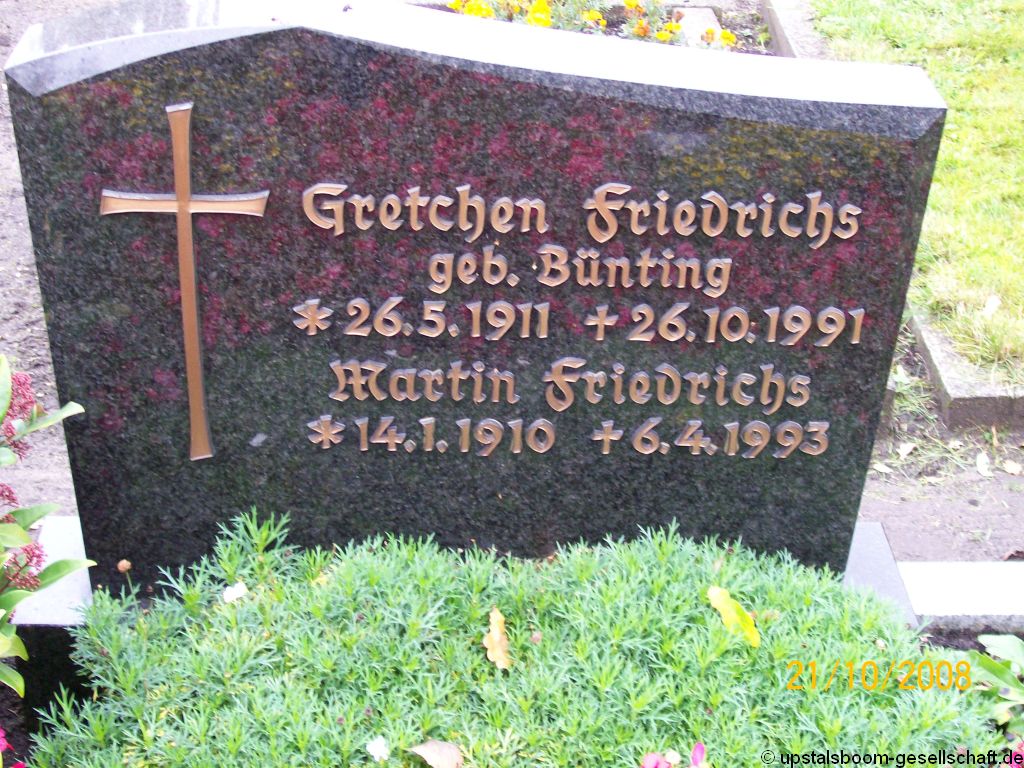 Gretchen Friedrichs
geb. Bünting
* 26.5.1911 + 26.10.1991
Martin Friedrichs
* 14.1.1910 + 6.4.1993
21/10/2008
© upstalsboom-gesellschaft.de